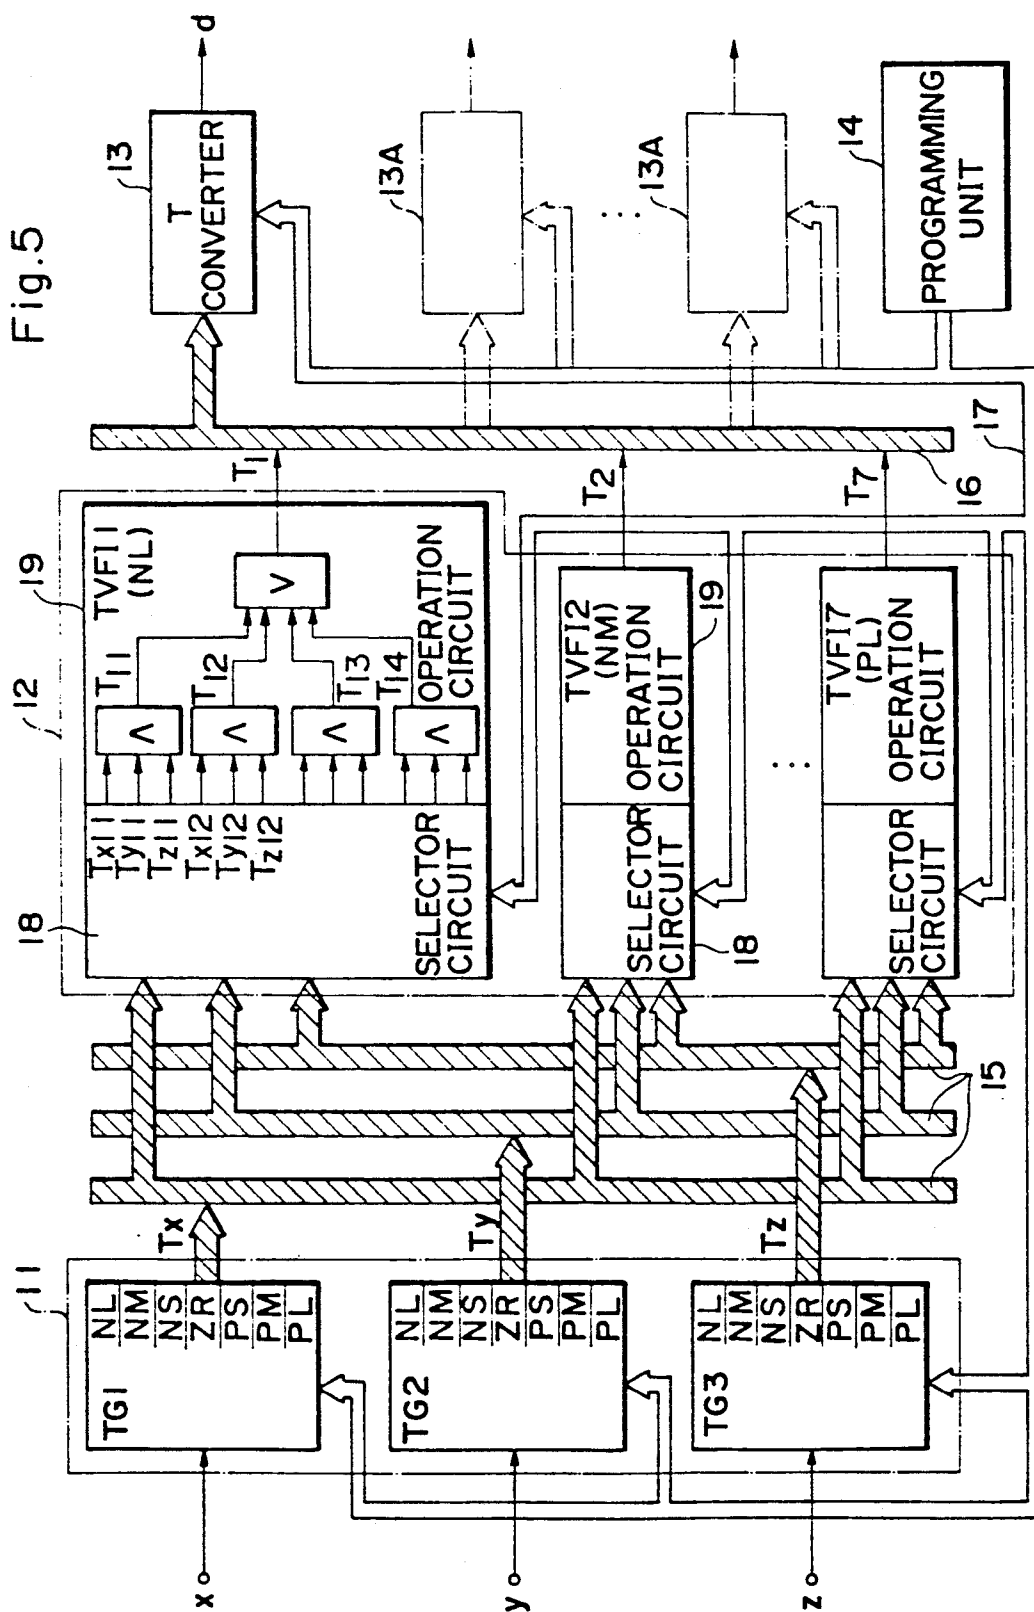 Fig.5
11
x
TG1
NL
NM
NS
ZR
PS
PM
PL
Tx
y
TG2
NL
NM
NS
ZR
PS
PM
PL
Ty
z
TG3
NL
NM
NS
ZR
PS
PM
PL
Tz
15
12
18
19
Tx11
Ty11
Tz11
Tx12
Ty12
Tz12
SELECTOR
CIRCUIT
TVFI1
(NL)
Λ
Λ
Λ
Λ
T11
T12
T13
T14
V
OPERATION
CIRCUIT
T1
SELECTOR
CIRCUIT
18
TVFI2
(NM)
OPERATION
CIRCUIT
19
T2
....
SELECTOR
CIRCUIT
TVFI7
(PL)
OPERATION
CIRCUIT
T7
16
17
13
T
CONVERTER
d
13A
...
13A
14
PROGRAMMING
UNIT